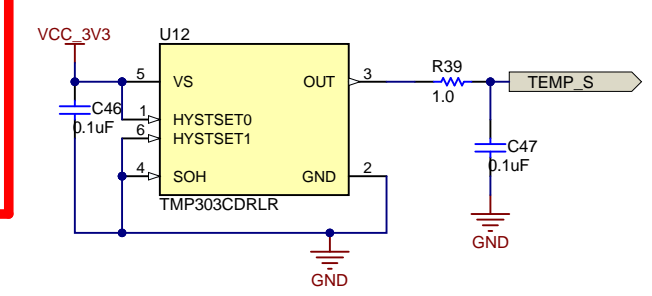 VCC_3V3
U12
5
VS
OUT
3
R39
1.0
TEMP_S
C46
0.1uF
1
HYSTSET0
6
HYSTSET1
4
SOH
GND
2
C47
0.1uF
TMP303CDRLR
GND
GND